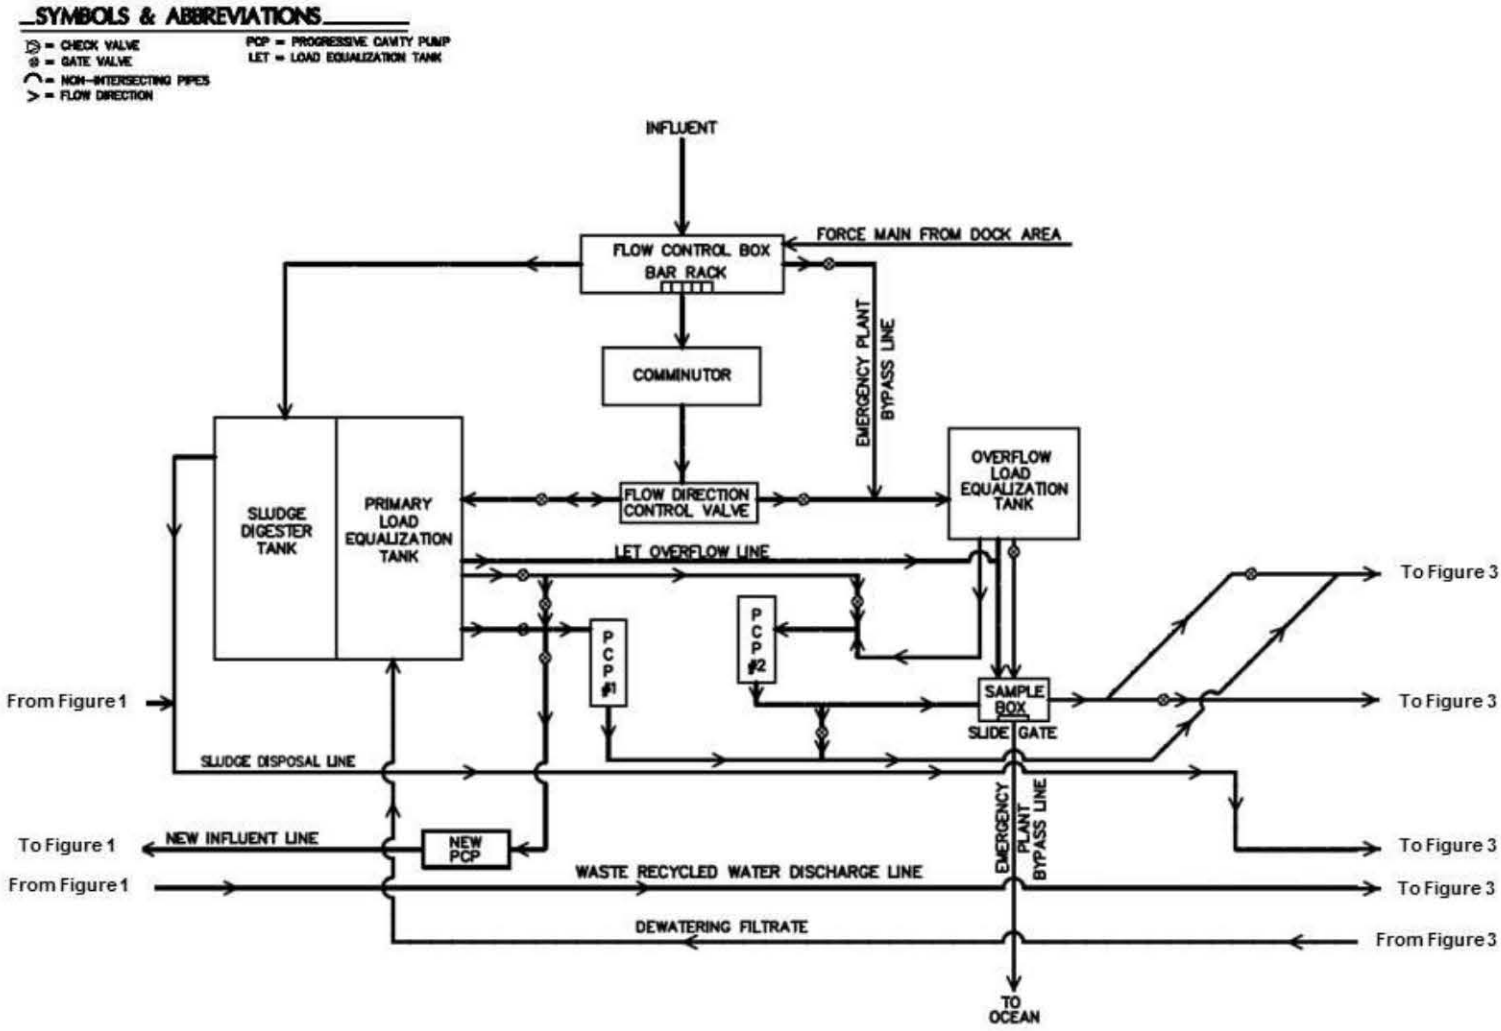 SYMBOLS & ABBREVIATIONS
= CHECK VALVE
= GATE VALVE
= NON-INTERSECTING PIPES
> = FLOW DIRECTION
PCP = PROGRESSIVE CAVITY PUMP
LET = LOAD EQUALIZATION TANK
INFLUENT
FORCE MAIN FROM DOCK AREA
FLOW CONTROL BOX
BAR RACK
EMERGENCY PLANT
BYPASS LINE
COMMINUTOR
FLOW DIRECTION
CONTROL VALVE
OVERFLOW
LOAD
EQUALIZATION
TANK
SLUDGE
DIGESTER
TANK
PRIMARY
LOAD
EQUALIZATION
TANK
LET OVERFLOW LINE
To Figure 3
PCP #1
PCP #2
SAMPLE
BOX
SLIDE GATE
From Figure 1
To Figure 3
SLUDGE DISPOSAL LINE
EMERGENCY
PLANT
BYPASS LINE
To Figure 1
NEW INFLUENT LINE
NEW
PCP
To Figure 3
From Figure 1
WASTE RECYCLED WATER DISCHARGE LINE
To Figure 3
DEWATERING FILTRATE
From Figure 3
TO
OCEAN